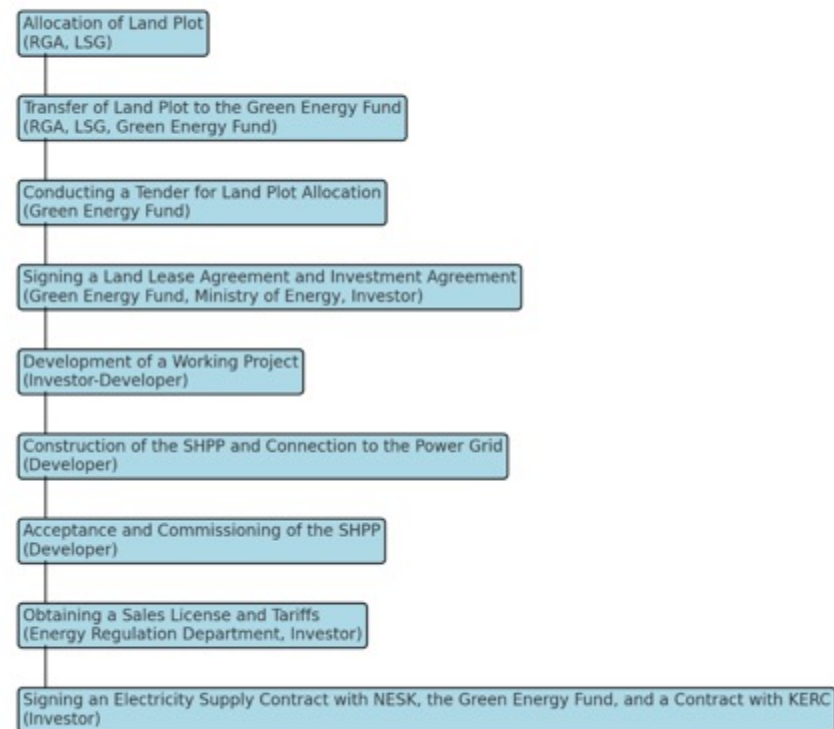 Allocation of Land Plot
(RGA, LSG)
Transfer of Land Plot to the Green Energy Fund
(RGA, LSG, Green Energy Fund)
Conducting a Tender for Land Plot Allocation
(Green Energy Fund)
Signing a Land Lease Agreement and Investment Agreement
(Green Energy Fund, Ministry of Energy, Investor)
Development of a Working Project
(Investor-Developer)
Construction of the SHPP and Connection to the Power Grid
(Developer)
Acceptance and Commissioning of the SHPP
(Developer)
Obtaining a Sales License and Tariffs
(Energy Regulation Department, Investor)
Signing an Electricity Supply Contract with NESK, the Green Energy Fund, and a Contract with KERC
(Investor)